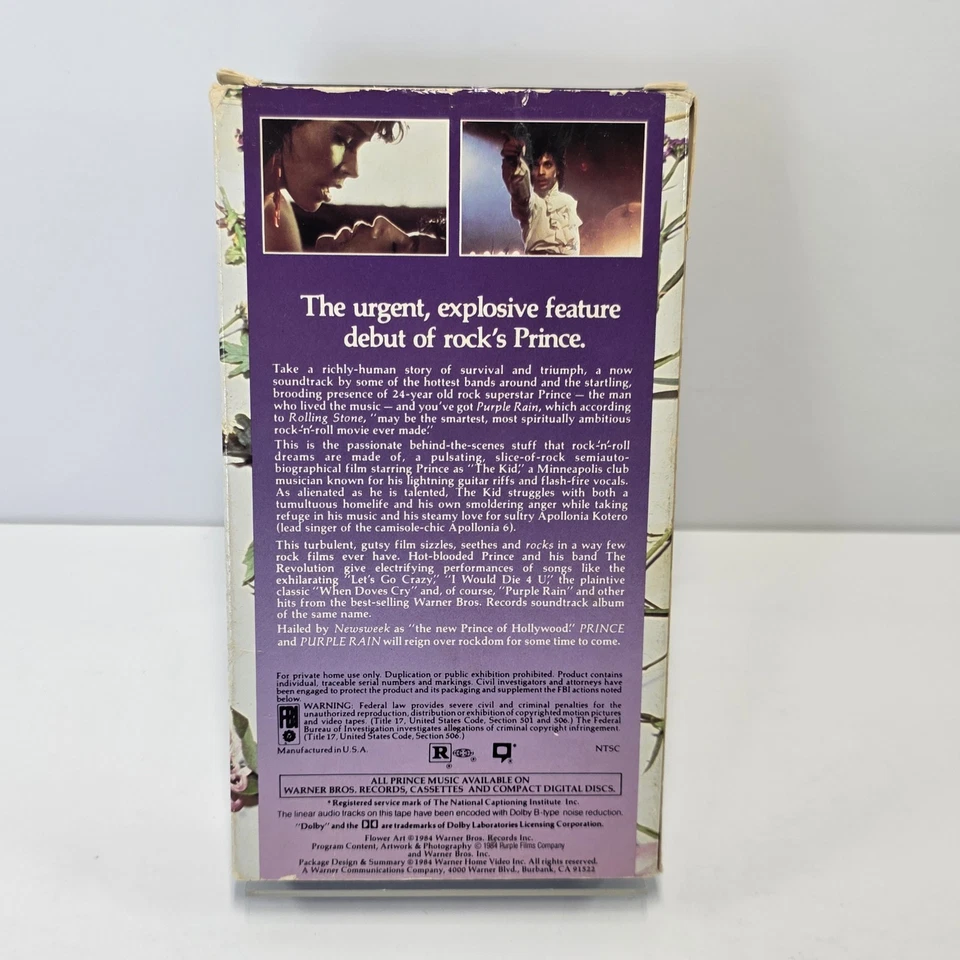 The urgent, explosive feature
debut of rock's Prince.
Take a richly-human story of survival and triumph, a now
soundtrack by some of the hottest bands around and the startling,
brooding presence of 24-year old rock superstar Prince — the man
who lived the music — and you've got Purple Rain, which according
to Rolling Stone, "may be the smartest, most spiritually ambitious
rock-'n'-roll movie ever made."
This is the passionate behind-the-scenes stuff that rock-'n'-roll
dreams are made of, a pulsating, slice-of-rock semiauto-
biographical film starring Prince as "The Kid," a Minneapolis club
musician known for his lightning guitar riffs and flash-fire vocals.
As alienated as he is talented, The Kid struggles with both a
tumultuous homelife and his own smoldering anger while taking
refuge in his music and his steamy love for sultry Apollonia Kotero
(lead singer of the camisole-chic Apollonia 6).
This turbulent, gutsy film sizzles, seethes and rocks in a way few
rock films ever have. Hot-blooded Prince and his band The
Revolution give electrifying performances of songs like the
exhilarating "Let's Go Crazy," "I Would Die 4 U," the plaintive
classic "When Doves Cry" and, of course, "Purple Rain" and other
hits from the best-selling Warner Bros. Records soundtrack album
of the same name.
Hailed by Newsweek as "the new Prince of Hollywood." PRINCE
and PURPLE RAIN will reign over rockdom for some time to come.
For private home use only. Duplication or public exhibition prohibited. Product contains
individual, traceable serial numbers and markings. Civil investigators and attorneys have
been engaged to protect the product and its packaging and supplement the FBI actions noted
below.
FBI
WARNING: Federal law provides severe civil and criminal penalties for the
unauthorized reproduction, distribution or exhibition of copyrighted motion pictures
and video tapes. (Title 17, United States Code, Section 501 and 506.) The Federal
Bureau of Investigation investigates allegations of criminal copyright infringement.
(Title 17, United States Code, Section 506.)
Manufactured in U.S.A.
R
NTSC
ALL PRINCE MUSIC AVAILABLE ON
WARNER BROS. RECORDS, CASSETTES AND COMPACT DIGITAL DISCS.
* Registered service mark of The National Captioning Institute Inc.
The linear audio tracks on this tape have been encoded with Dolby B-type noise reduction.
"Dolby" and the are trademarks of Dolby Laboratories Licensing Corporation.
Flower Art ©1984 Warner Bros. Records Inc.
Program Content, Artwork & Photography © 1984 Purple Films Company
and Warner Bros. Inc.
Package Design & Summary ©1984 Warner Home Video Inc. All rights reserved.
A Warner Communications Company, 4000 Warner Blvd., Burbank, CA 91522